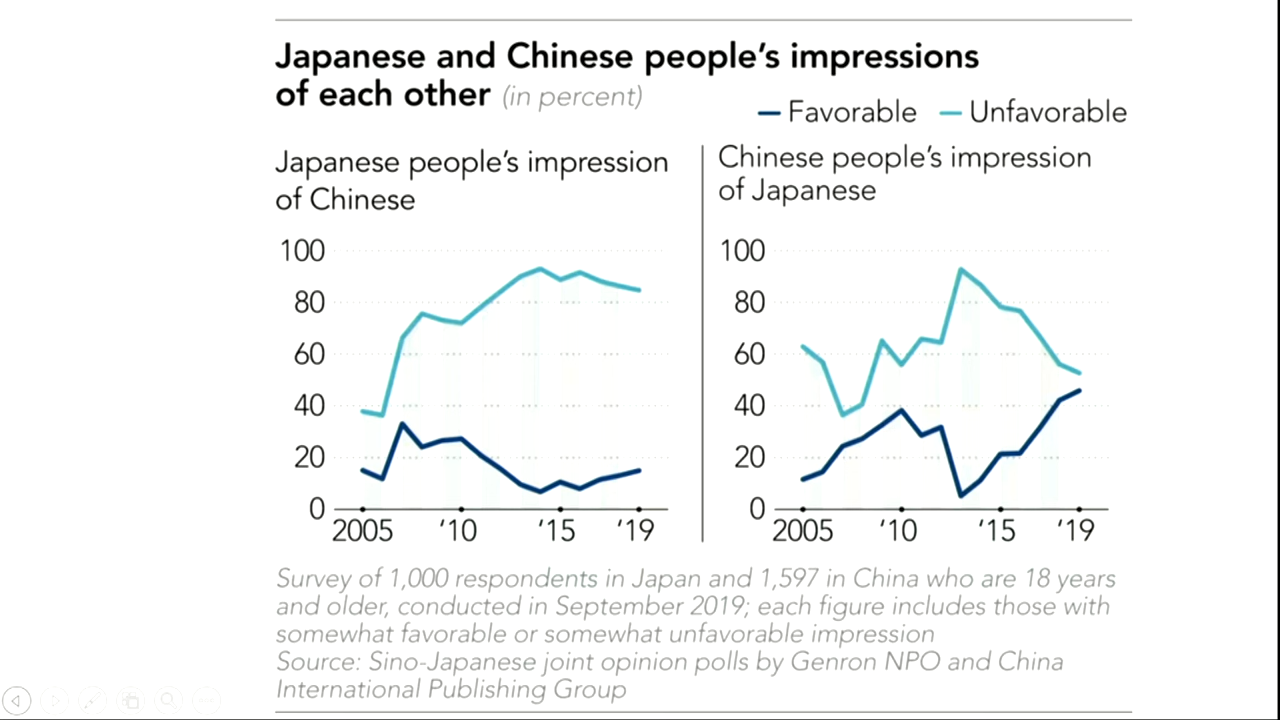 Japanese and Chinese people's impressions
of each other (in percent)
Favorable
Unfavorable
Japanese people's impression
of Chinese
100
80
60
40
20
0
2005
'10
'15
'19
Chinese people's impression
of Japanese
100
80
60
40
20
0
2005
'10
'15
'19
Survey of 1,000 respondents in Japan and 1,597 in China who are 18 years
and older, conducted in September 2019; each figure includes those with
somewhat favorable or somewhat unfavorable impression
Source: Sino-Japanese joint opinion polls by Genron NPO and China
International Publishing Group